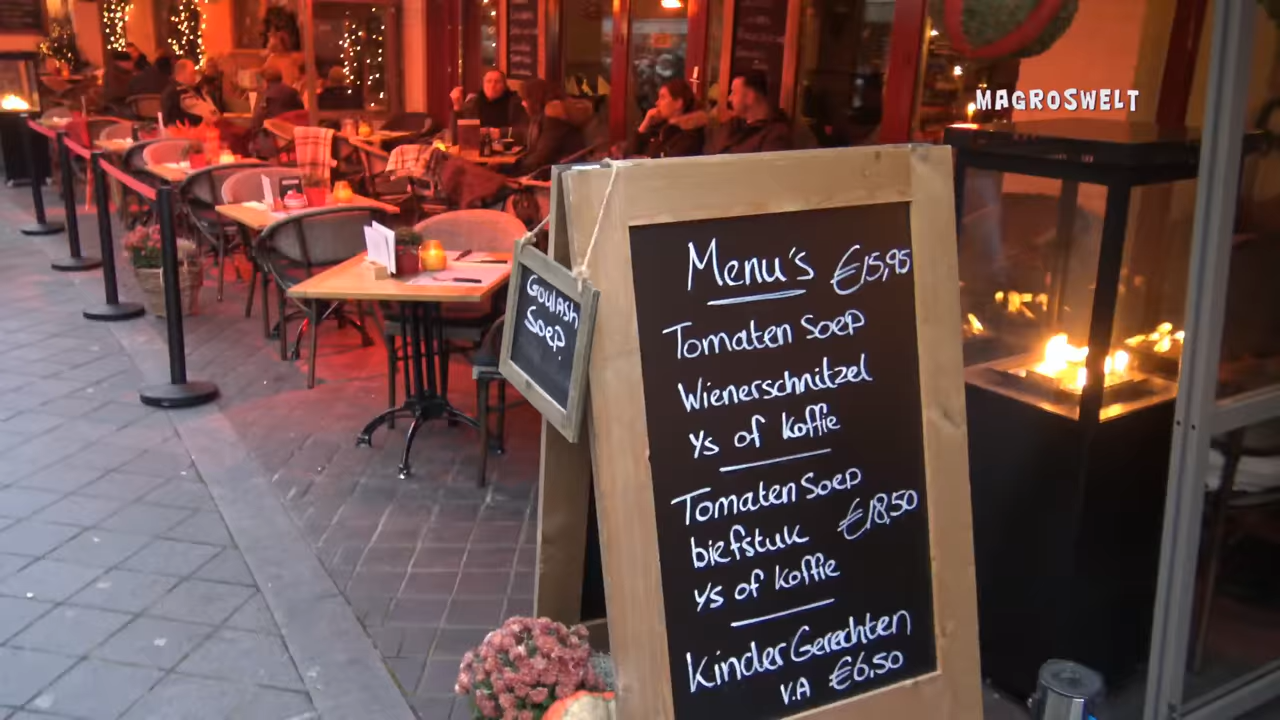 MAGROSWELT
Goulash
Soep.
Menu's €15,95
Tomaten Soep
Wienerschnitzel
ys of koffie
Tomaten Soep
biefstuk €18,50
ys of koffie
Kinder Gerechten
V.A €6,50